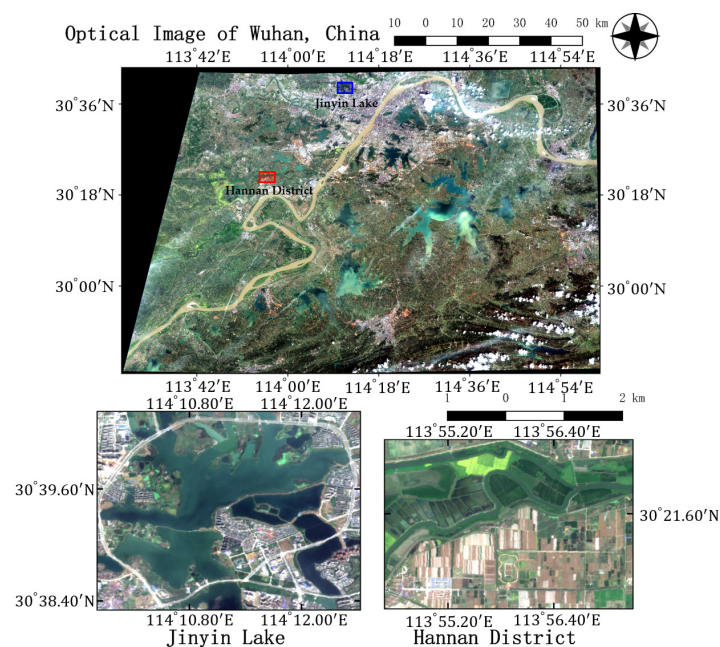 Optical Image of Wuhan, China
10 0 10 20 30 40 50 km
113°42′E 114°00′E 114°18′E 114°36′E 114°54′E
30°36′N 30°36′N
Jinyin Lake
30°18′N 30°18′N
Hannan District
30°00′N 30°00′N
113°42′E 114°00′E 114°18′E 114°36′E 114°54′E
1 0 1 2 km
114°10.80′E 114°12.00′E
113°55.20′E 113°56.40′E
30°39.60′N
30°21.60′N
30°38.40′N
114°10.80′E 114°12.00′E
113°55.20′E 113°56.40′E
Jinyin Lake
Hannan District